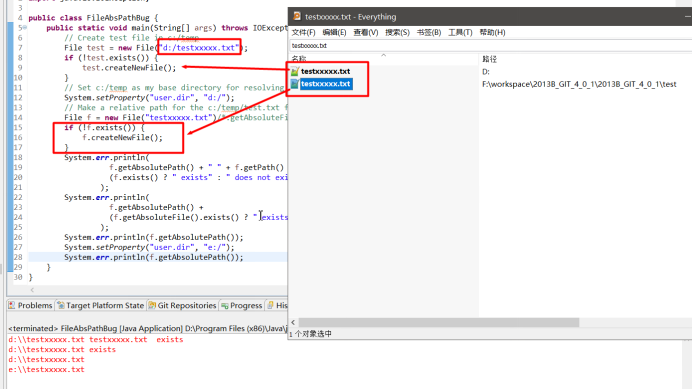 public class FileAbsPathBug {
public static void main(String[] args) throws IOExcep
// Create test file in c:/temp
File test = new File("d:/testxxxxx.txt");
if (!test.exists()) {
test.createNewFile();
}
// Set c:/temp as my base directory for resolving
System.setProperty("user.dir", "d:/");
// Make a relative path for the c:/temp/test.txt f
File f = new File("testxxxxx.txt")/*.getAbsoluteFi
if (!f.exists()) {
f.createNewFile();
}
System.err.println(
f.getAbsolutePath() + " " + f.getPath()
(f.exists() ? " exists" : " does not exi
);
System.err.println(
f.getAbsolutePath() +
(f.getAbsoluteFile().exists() ? " exists
);
System.err.println(f.getAbsolutePath());
System.setProperty("user.dir", "e:/");
System.err.println(f.getAbsolutePath());
}
}
4
5
6
7
8
9
10
11
12
13
14
15
16
17
18
19
20
21
22
23
24
25
26
27
28
29
30
testxxxxx.txt - Everything
文件(F) 编辑(E) 查看(V) 搜索(S) 书签(B) 工具(T) 帮助(H)
testxxxxx.txt
名称 路径
testxxxxx.txt D:
testxxxxx.txt F:\workspace\2013B_GIT_4_0_1\2013B_GIT_4_0_1\test
1 个对象选中
Problems Target Platform State Git Repositories Progress His
<terminated> FileAbsPathBug [Java Application] D:\Program Files (x86)\Java\j
d:\\testxxxxx.txt testxxxxx.txt exists
d:\\testxxxxx.txt exists
d:\\testxxxxx.txt
e:\\testxxxxx.txt